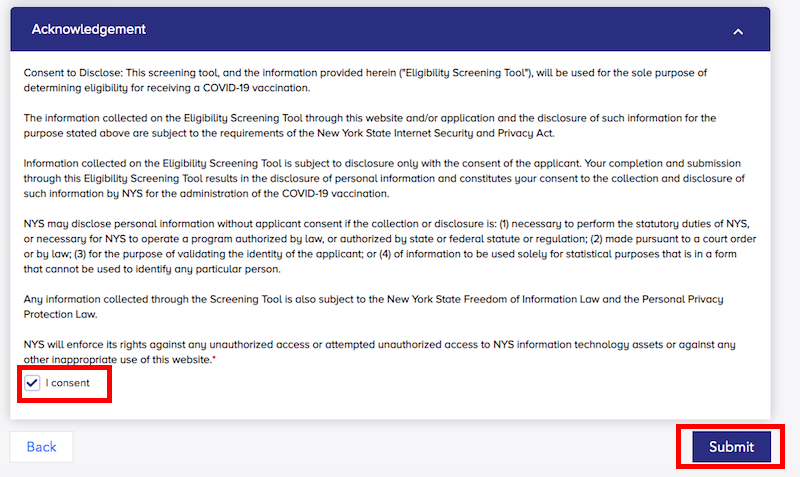 Acknowledgement
Consent to Disclose: This screening tool, and the information provided herein ("Eligibility Screening Tool"), will be used for the sole purpose of
determining eligibility for receiving a COVID-19 vaccination.
The information collected on the Eligibility Screening Tool through this website and/or application and the disclosure of such information for the
purpose stated above are subject to the requirements of the New York State Internet Security and Privacy Act.
Information collected on the Eligibility Screening Tool is subject to disclosure only with the consent of the applicant. Your completion and submission
through this Eligibility Screening Tool results in the disclosure of personal information and constitutes your consent to the collection and disclosure of
such information by NYS for the administration of the COVID-19 vaccination.
NYS may disclose personal information without applicant consent if the collection or disclosure is: (1) necessary to perform the statutory duties of NYS,
or necessary for NYS to operate a program authorized by law, or authorized by state or federal statute or regulation; (2) made pursuant to a court order
or by law; (3) for the purpose of validating the identity of the applicant; or (4) of information to be used solely for statistical purposes that is in a form
that cannot be used to identify any particular person.
Any information collected through the Screening Tool is also subject to the New York State Freedom of Information Law and the Personal Privacy
Protection Law.
NYS will enforce its rights against any unauthorized access or attempted unauthorized access to NYS information technology assets or against any
other inappropriate use of this website.*
I consent
Back
Submit